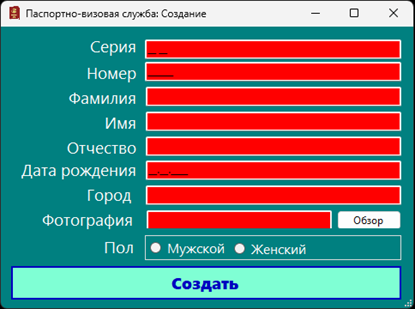 Паспортно-визовая служба: Создание
Серия
Номер
Фамилия
Имя
Отчество
Дата рождения
Город
Фотография Обзор
Пол Мужской Женский
Создать